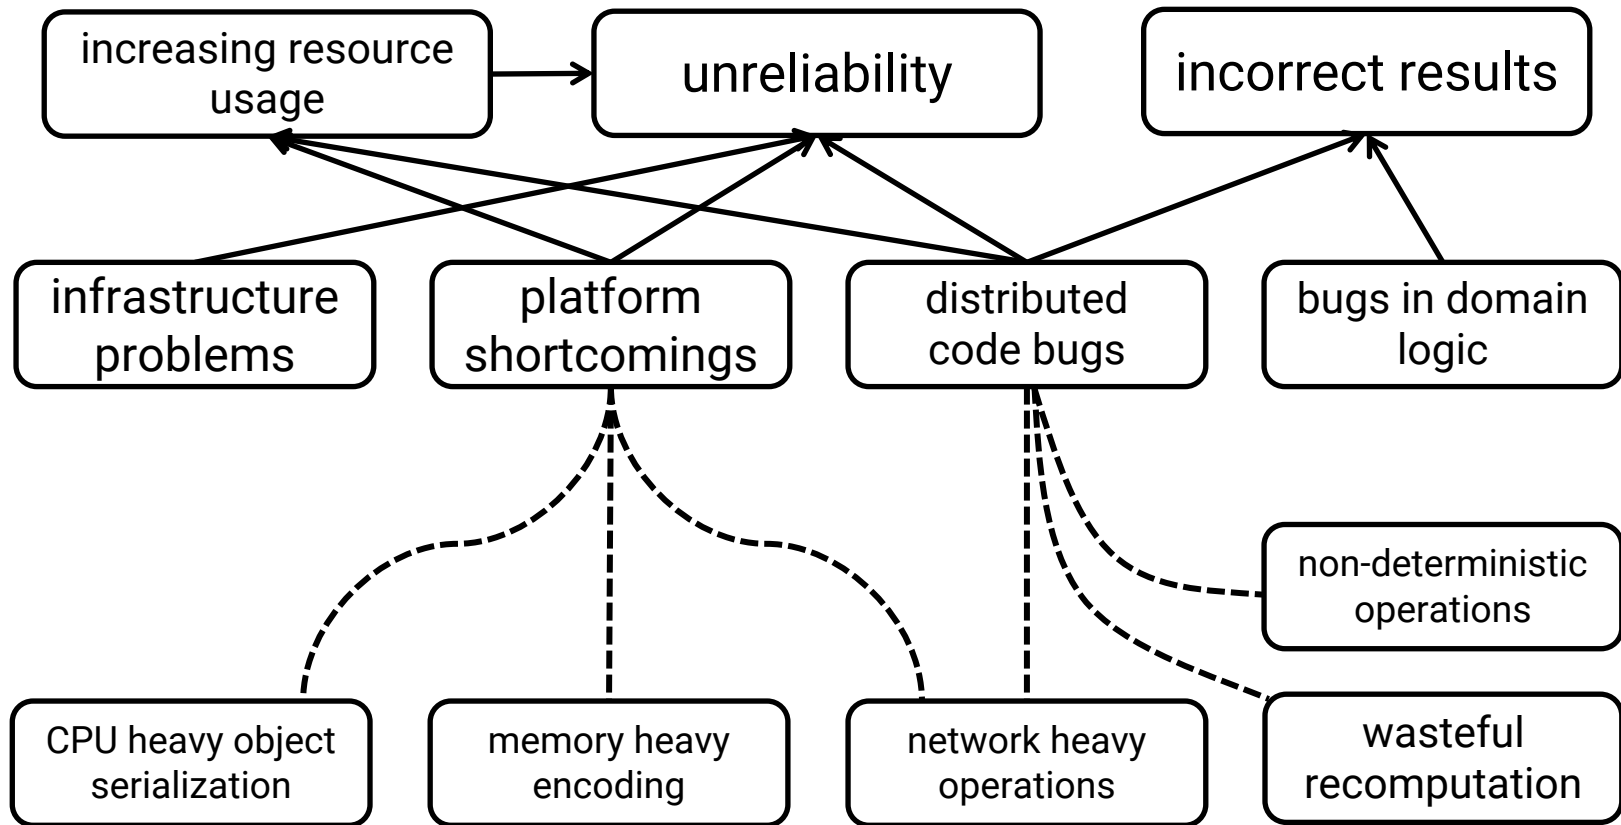 increasing resource
usage
unreliability
incorrect results
infrastructure
problems
platform
shortcomings
distributed
code bugs
bugs in domain
logic
non-deterministic
operations
CPU heavy object
serialization
memory heavy
encoding
network heavy
operations
wasteful
recomputation